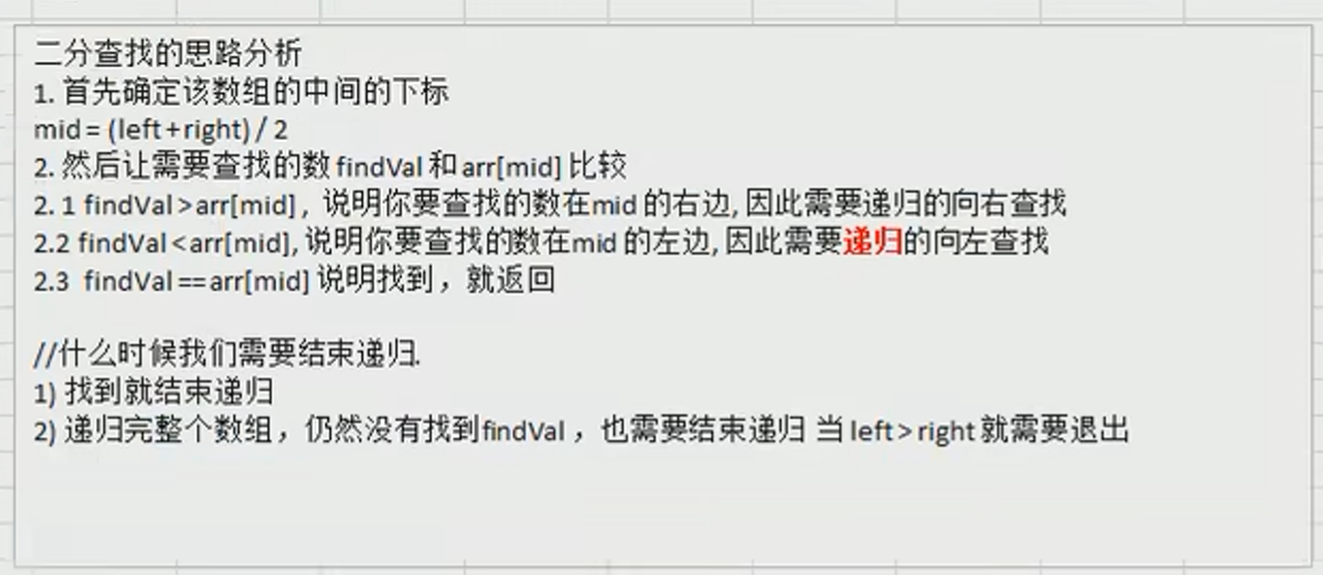 二分查找的思路分析
1. 首先确定该数组的中间的下标
mid = (left + right) / 2
2. 然后让需要查找的数 findVal 和 arr[mid] 比较
2. 1 findVal > arr[mid] ,  说明你要查找的数在mid 的右边, 因此需要递归的向右查找
2.2 findVal < arr[mid], 说明你要查找的数在mid 的左边, 因此需要递归的向左查找
2.3  findVal == arr[mid] 说明找到，就返回
//什么时候我们需要结束递归.
1) 找到就结束递归
2) 递归完整个数组，仍然没有找到findVal ，也需要结束递归 当 left > right 就需要退出